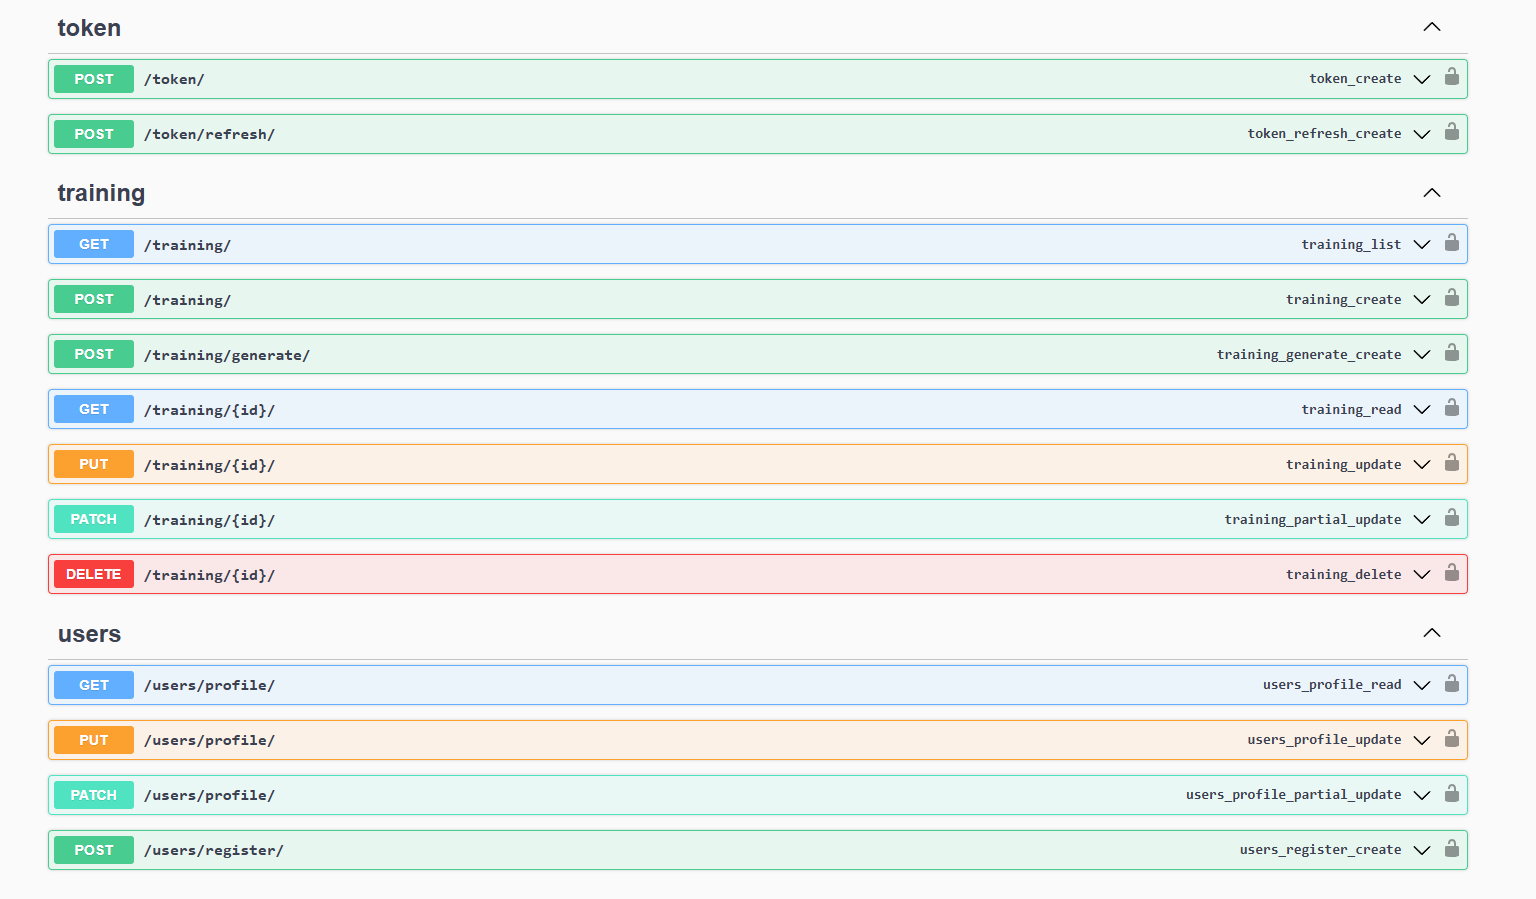 token
POST /token/ token_create
POST /token/refresh/ token_refresh_create
training
GET /training/ training_list
POST /training/ training_create
POST /training/generate/ training_generate_create
GET /training/{id}/ training_read
PUT /training/{id}/ training_update
PATCH /training/{id}/ training_partial_update
DELETE /training/{id}/ training_delete
users
GET /users/profile/ users_profile_read
PUT /users/profile/ users_profile_update
PATCH /users/profile/ users_profile_partial_update
POST /users/register/ users_register_create